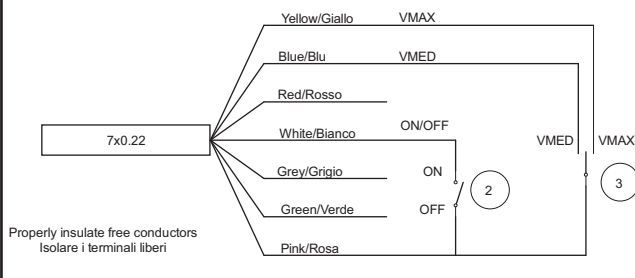 Yellow/Giallo VMAX
Blue/Blu VMED
Red/Rosso
7x0.22
White/Bianco ON/OFF
VMED VMAX
Grey/Grigio ON
2
3
Green/Verde OFF
Properly insulate free conductors
Isolare i terminali liberi
Pink/Rosa